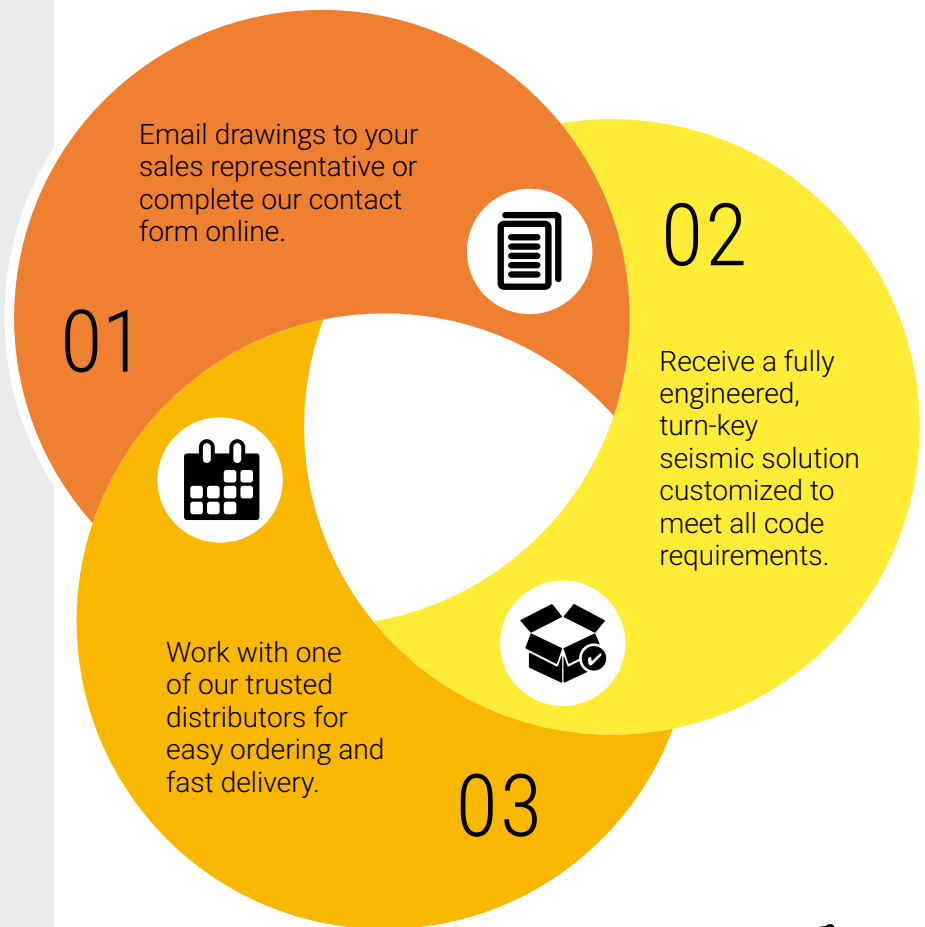 Email drawings to your
sales representative or
complete our contact
form online.
01
02
Receive a fully
engineered,
turn-key
seismic solution
customized to
meet all code
requirements.
Work with one
of our trusted
distributors for
easy ordering and
fast delivery.
03